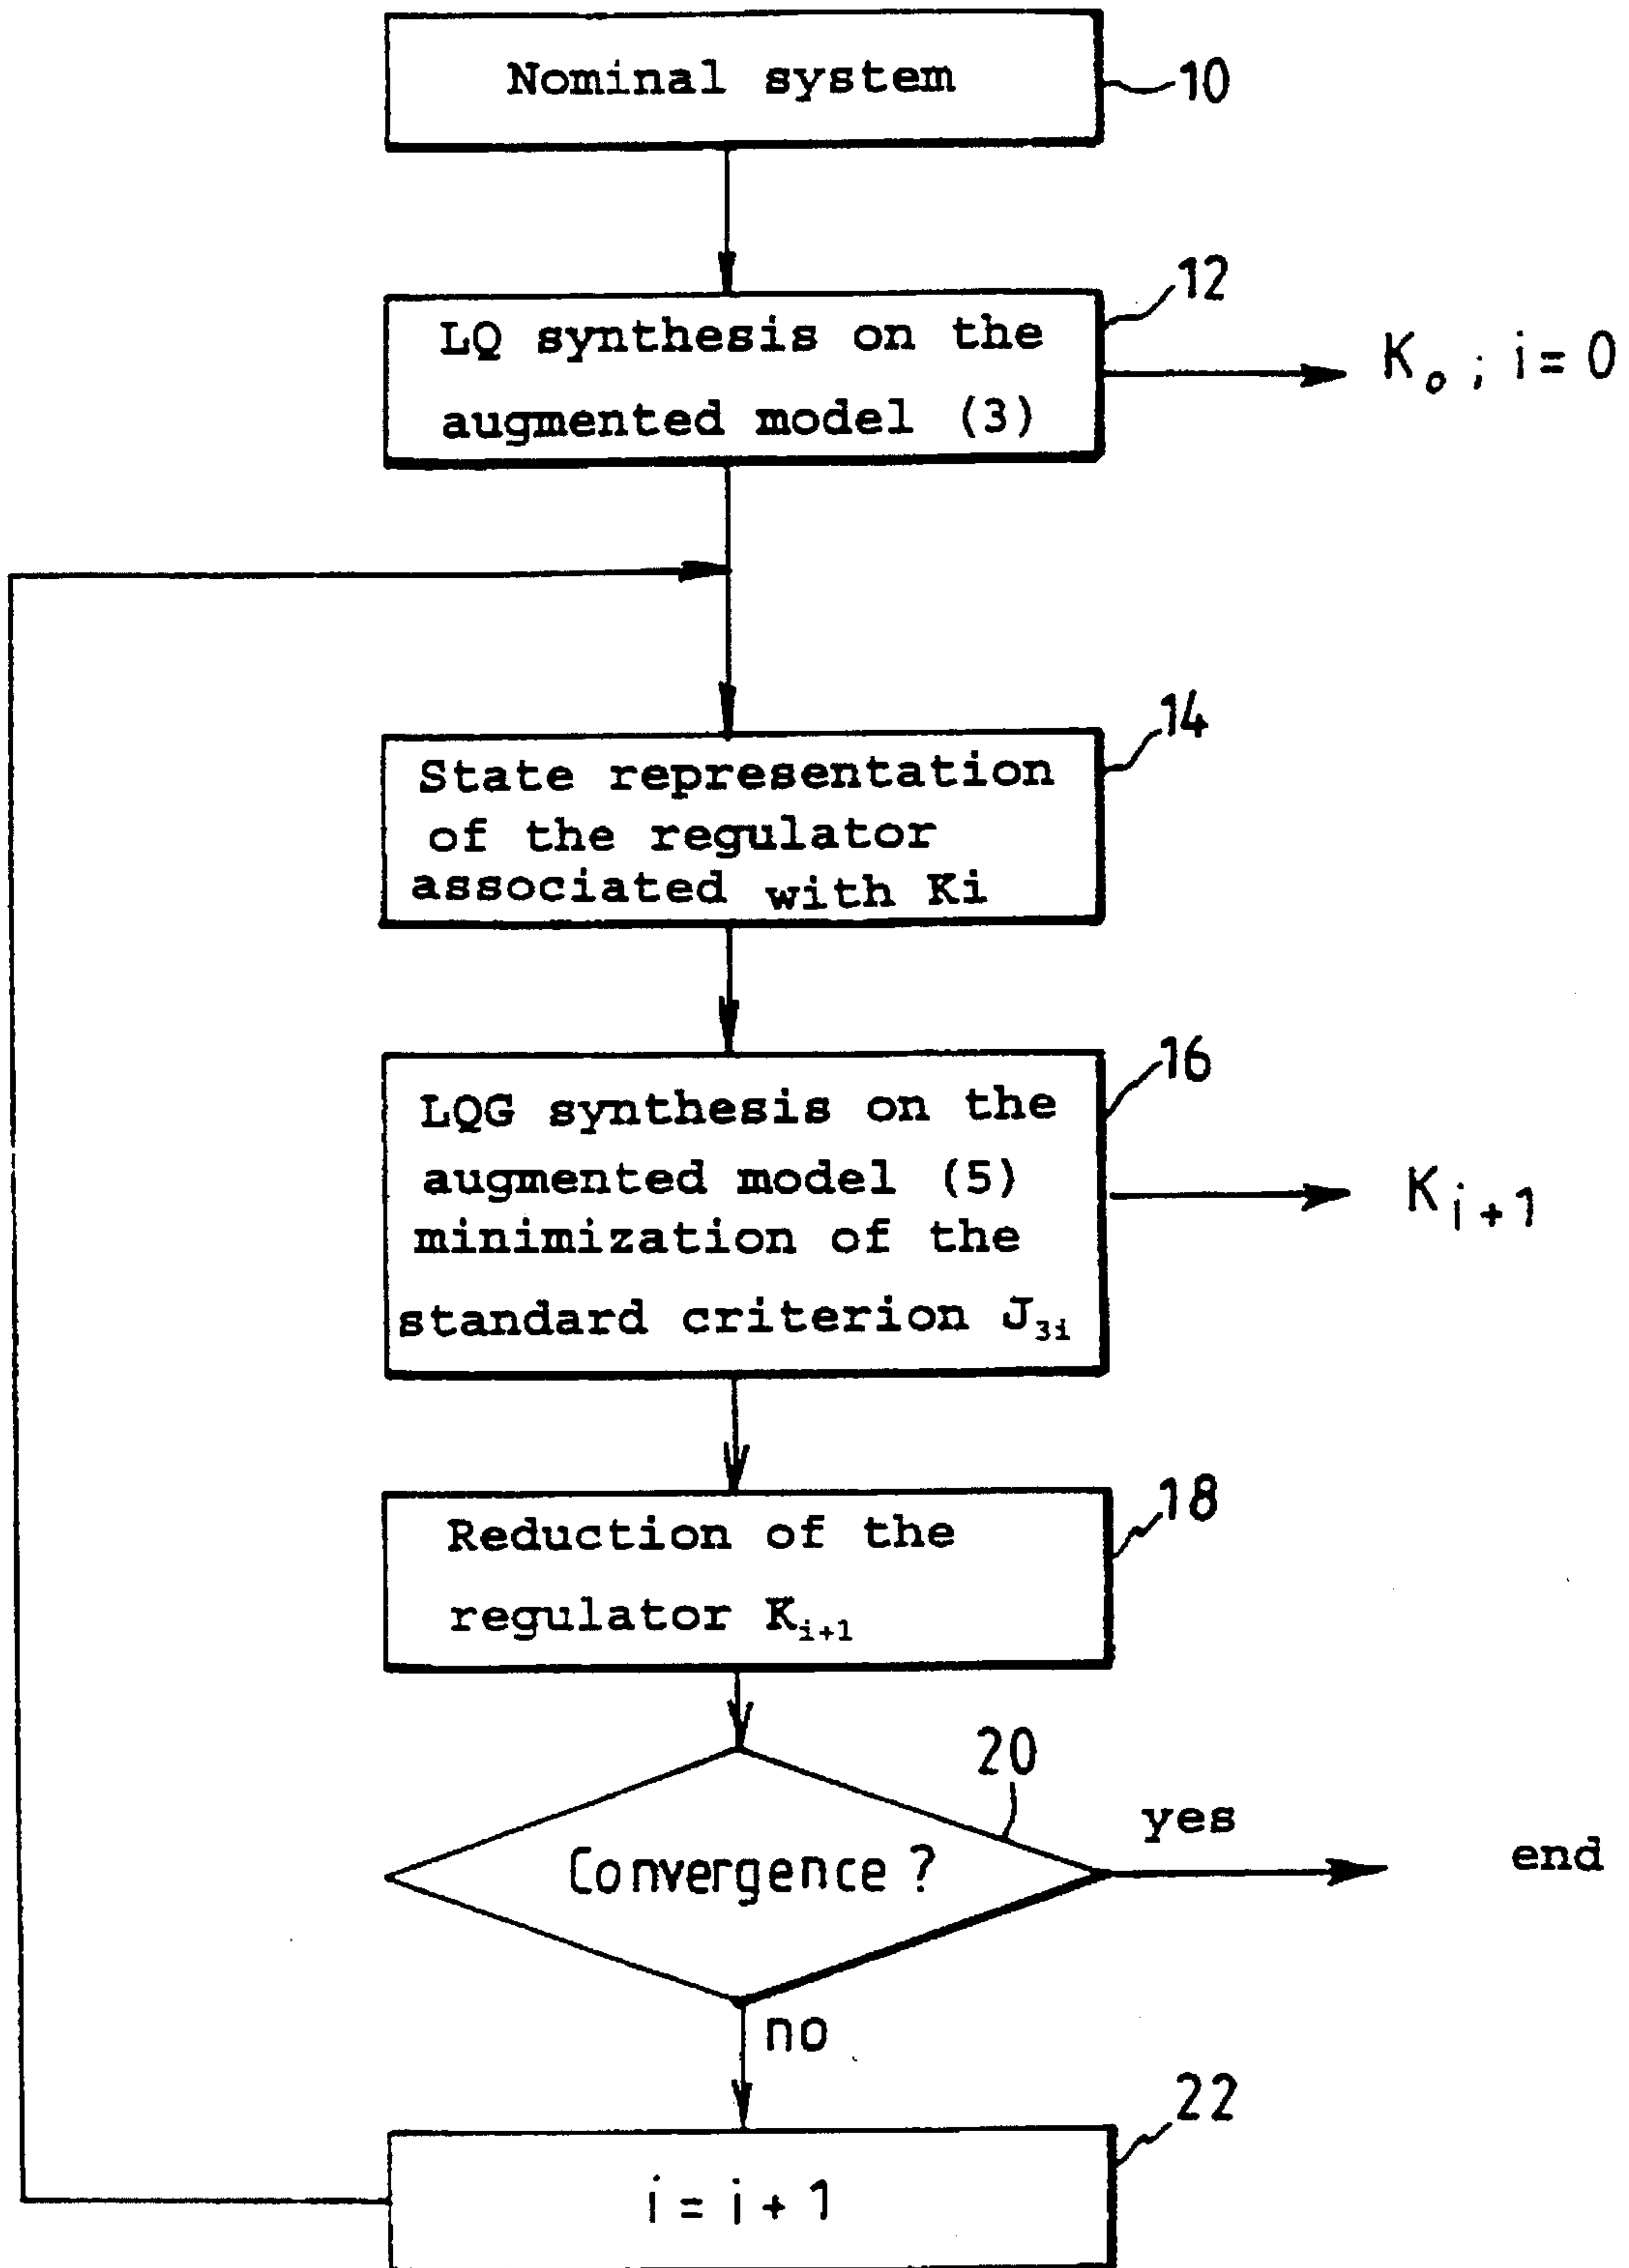 Nominal system
10
12
LQ synthesis on the
augmented model (3)
K₀ ; i = 0
14
State representation
of the regulator
associated with Ki
16
LQG synthesis on the
augmented model (5)
minimization of the
standard criterion J₃ᵢ
Kᵢ₊₁
18
Reduction of the
regulator Kᵢ₊₁
20
Convergence ?
yes
end
no
22
i = i + 1